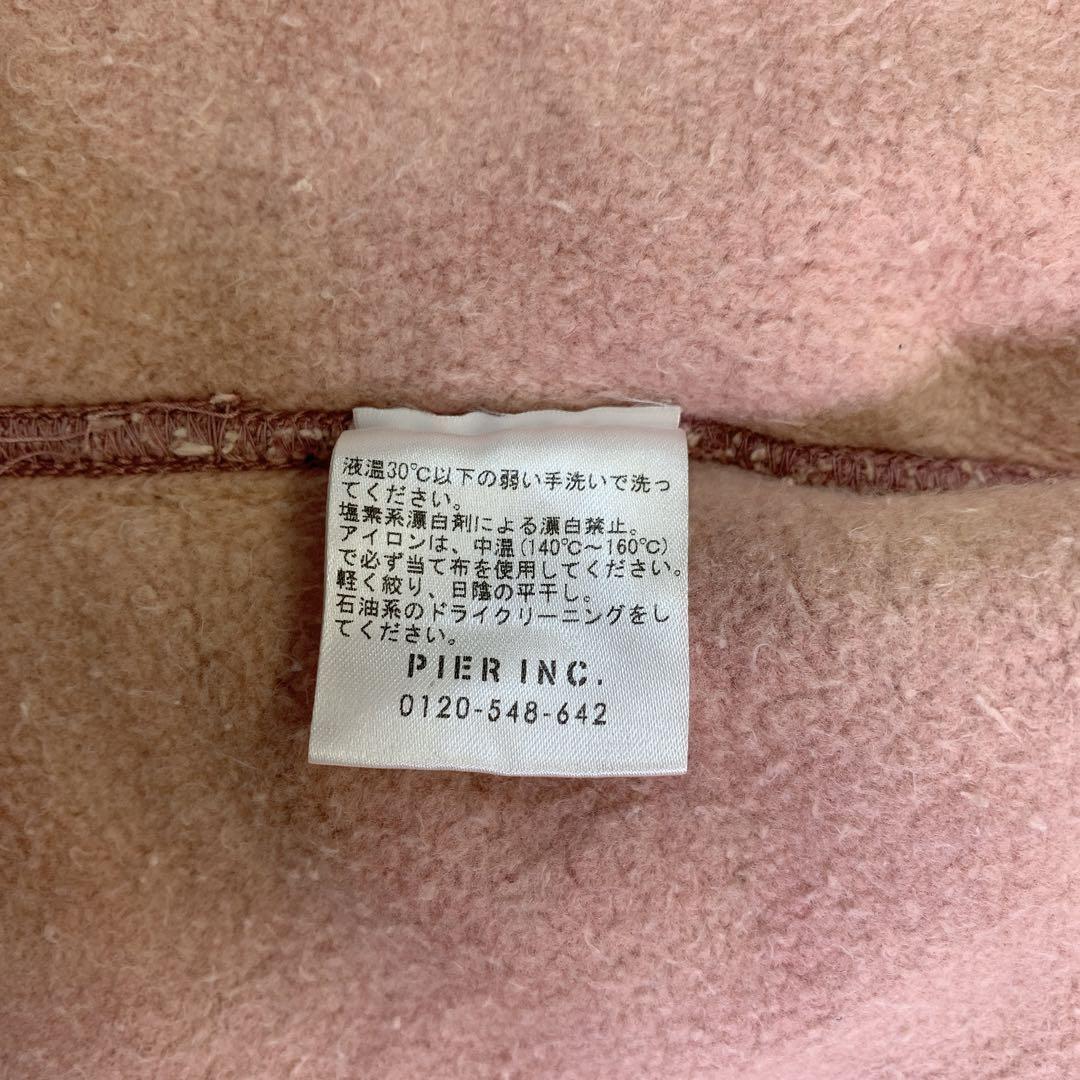 液温30℃以下の弱い手洗いで洗っ
てください。
塩素系漂白剤による漂白禁止。
アイロンは、中温(140℃～160℃)
で必ず当て布を使用してください。
軽く絞り、日陰の平干し。
石油系のドライクリーニングをし
てください。
PIER INC.
0120-548-642